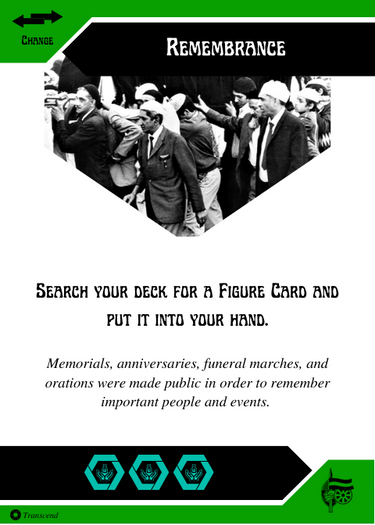 Change
Remembrance
Search your deck for a Figure Card and
put it into your hand.
Memorials, anniversaries, funeral marches, and
orations were made public in order to remember
important people and events.
Transcend